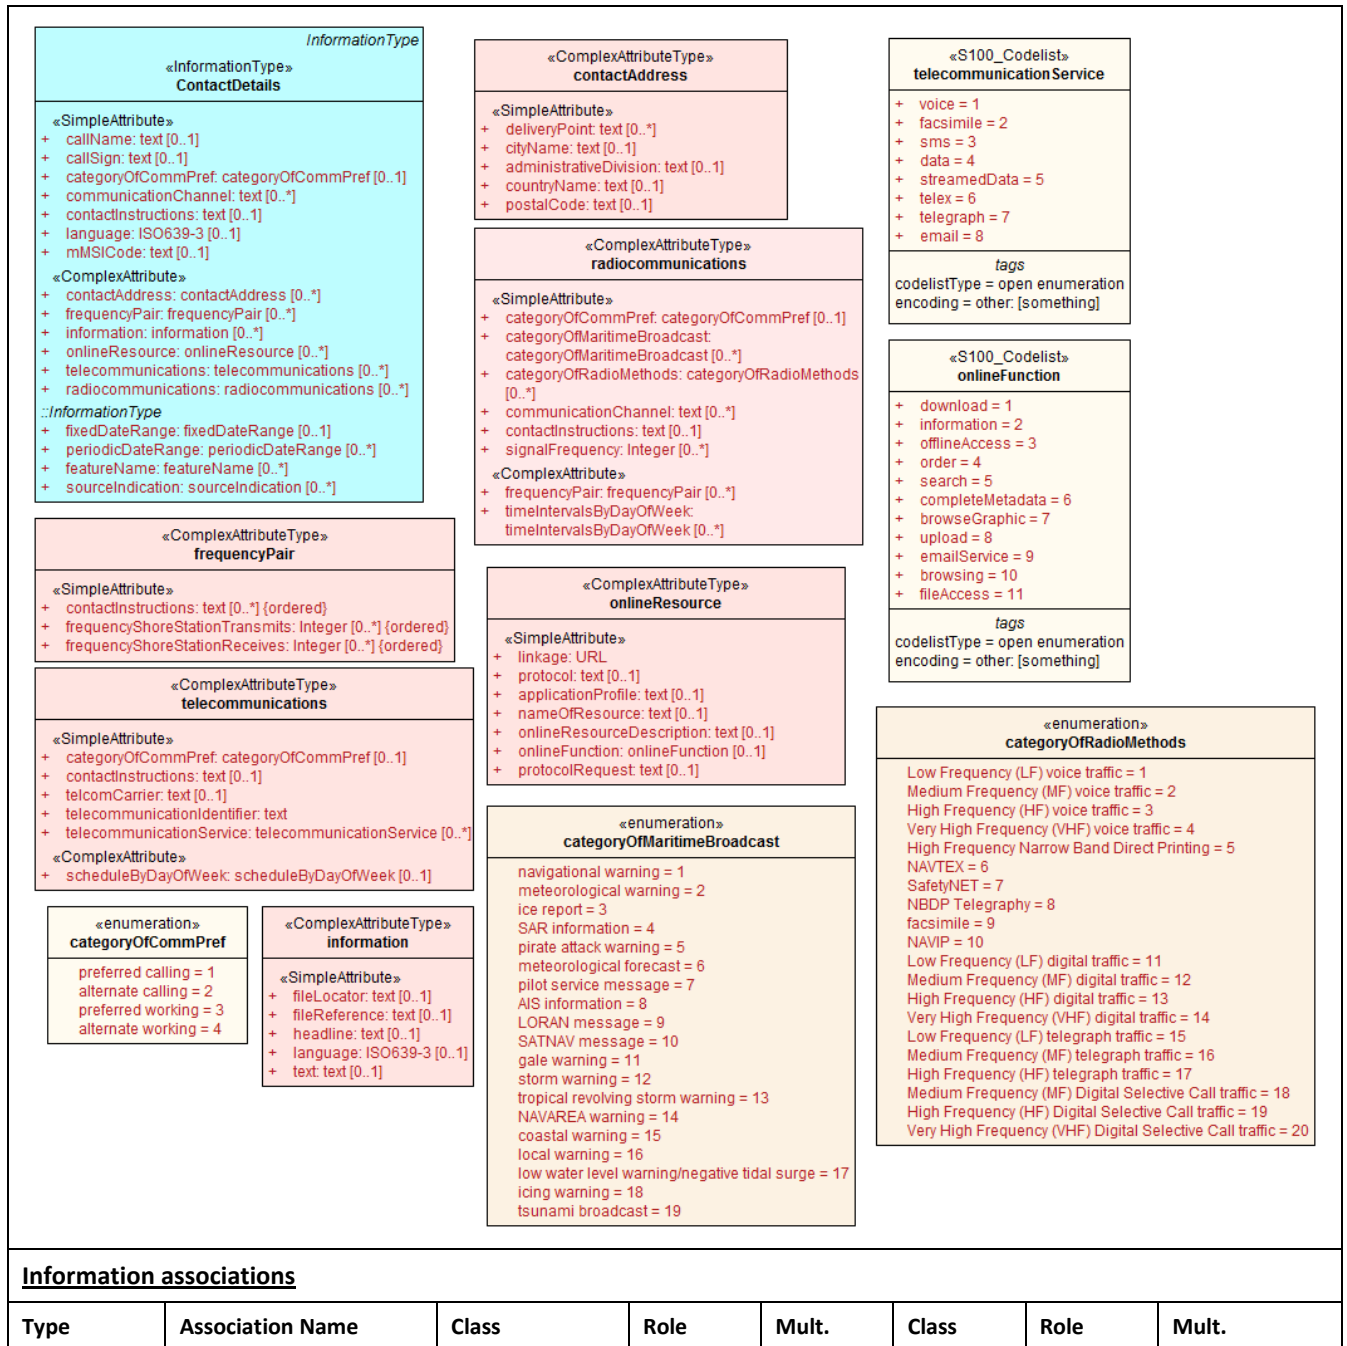 InformationType
«InformationType»
ContactDetails
«SimpleAttribute»
+ callName: text [0..1]
+ callSign: text [0..1]
+ categoryOfCommPref: categoryOfCommPref [0..1]
+ communicationChannel: text [0..*]
+ contactInstructions: text [0..1]
+ language: ISO639-3 [0..1]
+ mMSICode: text [0..1]
«ComplexAttribute»
+ contactAddress: contactAddress [0..*]
+ frequencyPair: frequencyPair [0..*]
+ information: information [0..*]
+ onlineResource: onlineResource [0..*]
+ telecommunications: telecommunications [0..*]
+ radiocommunications: radiocommunications [0..*]
::InformationType
+ fixedDateRange: fixedDateRange [0..1]
+ periodicDateRange: periodicDateRange [0..*]
+ featureName: featureName [0..*]
+ sourceIndication: sourceIndication [0..*]
«ComplexAttributeType»
frequencyPair
«SimpleAttribute»
+ contactInstructions: text [0..*] {ordered}
+ frequencyShoreStationTransmits: Integer [0..*] {ordered}
+ frequencyShoreStationReceives: Integer [0..*] {ordered}
«ComplexAttributeType»
telecommunications
«SimpleAttribute»
+ categoryOfCommPref: categoryOfCommPref [0..1]
+ contactInstructions: text [0..1]
+ telcomCarrier: text [0..1]
+ telecommunicationIdentifier: text
+ telecommunicationService: telecommunicationService [0..*]
«ComplexAttribute»
+ scheduleByDayOfWeek: scheduleByDayOfWeek [0..1]
«enumeration»
categoryOfCommPref
preferred calling = 1
alternate calling = 2
preferred working = 3
alternate working = 4
«ComplexAttributeType»
information
«SimpleAttribute»
+ fileLocator: text [0..1]
+ fileReference: text [0..1]
+ headline: text [0..1]
+ language: ISO639-3 [0..1]
+ text: text [0..1]
«ComplexAttributeType»
contactAddress
«SimpleAttribute»
+ deliveryPoint: text [0..*]
+ cityName: text [0..1]
+ administrativeDivision: text [0..1]
+ countryName: text [0..1]
+ postalCode: text [0..1]
«ComplexAttributeType»
radiocommunications
«SimpleAttribute»
+ categoryOfCommPref: categoryOfCommPref [0..1]
+ categoryOfMaritimeBroadcast:
categoryOfMaritimeBroadcast [0..*]
+ categoryOfRadioMethods: categoryOfRadioMethods
[0..*]
+ communicationChannel: text [0..*]
+ contactInstructions: text [0..1]
+ signalFrequency: Integer [0..*]
«ComplexAttribute»
+ frequencyPair: frequencyPair [0..*]
+ timeIntervalsByDayOfWeek:
timeIntervalsByDayOfWeek [0..*]
«ComplexAttributeType»
onlineResource
«SimpleAttribute»
+ linkage: URL
+ protocol: text [0..1]
+ applicationProfile: text [0..1]
+ nameOfResource: text [0..1]
+ onlineResourceDescription: text [0..1]
+ onlineFunction: onlineFunction [0..1]
+ protocolRequest: text [0..1]
«enumeration»
categoryOfMaritimeBroadcast
navigational warning = 1
meteorological warning = 2
ice report = 3
SAR information = 4
pirate attack warning = 5
meteorological forecast = 6
pilot service message = 7
AIS information = 8
LORAN message = 9
SATNAV message = 10
gale warning = 11
storm warning = 12
tropical revolving storm warning = 13
NAVAREA warning = 14
coastal warning = 15
local warning = 16
low water level warning/negative tidal surge = 17
icing warning = 18
tsunami broadcast = 19
«S100_Codelist»
telecommunicationService
+ voice = 1
+ facsimile = 2
+ sms = 3
+ data = 4
+ streamedData = 5
+ telex = 6
+ telegraph = 7
+ email = 8
tags
codelistType = open enumeration
encoding = other: [something]
«S100_Codelist»
onlineFunction
+ download = 1
+ information = 2
+ offlineAccess = 3
+ order = 4
+ search = 5
+ completeMetadata = 6
+ browseGraphic = 7
+ upload = 8
+ emailService = 9
+ browsing = 10
+ fileAccess = 11
tags
codelistType = open enumeration
encoding = other: [something]
«enumeration»
categoryOfRadioMethods
Low Frequency (LF) voice traffic = 1
Medium Frequency (MF) voice traffic = 2
High Frequency (HF) voice traffic = 3
Very High Frequency (VHF) voice traffic = 4
High Frequency Narrow Band Direct Printing = 5
NAVTEX = 6
SafetyNET = 7
NBDP Telegraphy = 8
facsimile = 9
NAVIP = 10
Low Frequency (LF) digital traffic = 11
Medium Frequency (MF) digital traffic = 12
High Frequency (HF) digital traffic = 13
Very High Frequency (VHF) digital traffic = 14
Low Frequency (LF) telegraph traffic = 15
Medium Frequency (MF) telegraph traffic = 16
High Frequency (HF) telegraph traffic = 17
Medium Frequency (MF) Digital Selective Call traffic = 18
High Frequency (HF) Digital Selective Call traffic = 19
Very High Frequency (VHF) Digital Selective Call traffic = 20
Information associations
Type Association Name Class Role Mult. Class Role Mult.